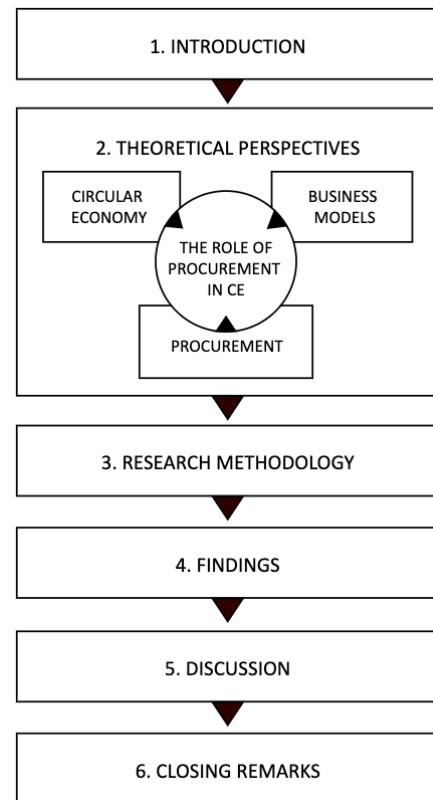 1. INTRODUCTION
2. THEORETICAL PERSPECTIVES
CIRCULAR
ECONOMY
BUSINESS
MODELS
THE ROLE OF
PROCUREMENT
IN CE
PROCUREMENT
3. RESEARCH METHODOLOGY
4. FINDINGS
5. DISCUSSION
6. CLOSING REMARKS